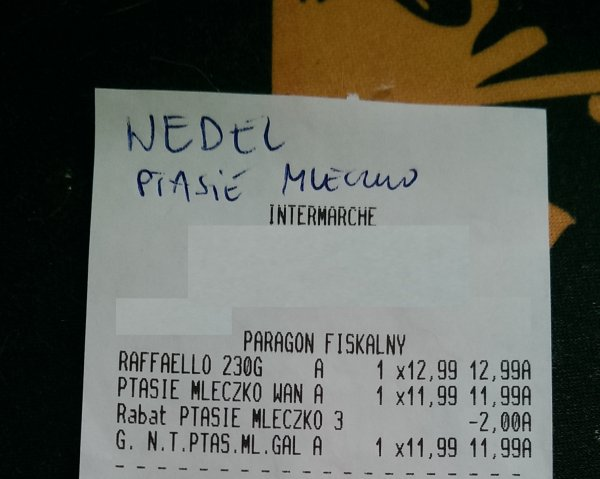 WEDEL
PTASIE MLECZKO
INTERMARCHE
PARAGON FISKALNY
RAFFAELLO 230G A 1 x12,99 12,99A
PTASIE MLECZKO WAN A 1 x11,99 11,99A
Rabat PTASIE MLECZKO 3 -2,00A
G. N.T.PTAS.ML.GAL A 1 x11,99 11,99A